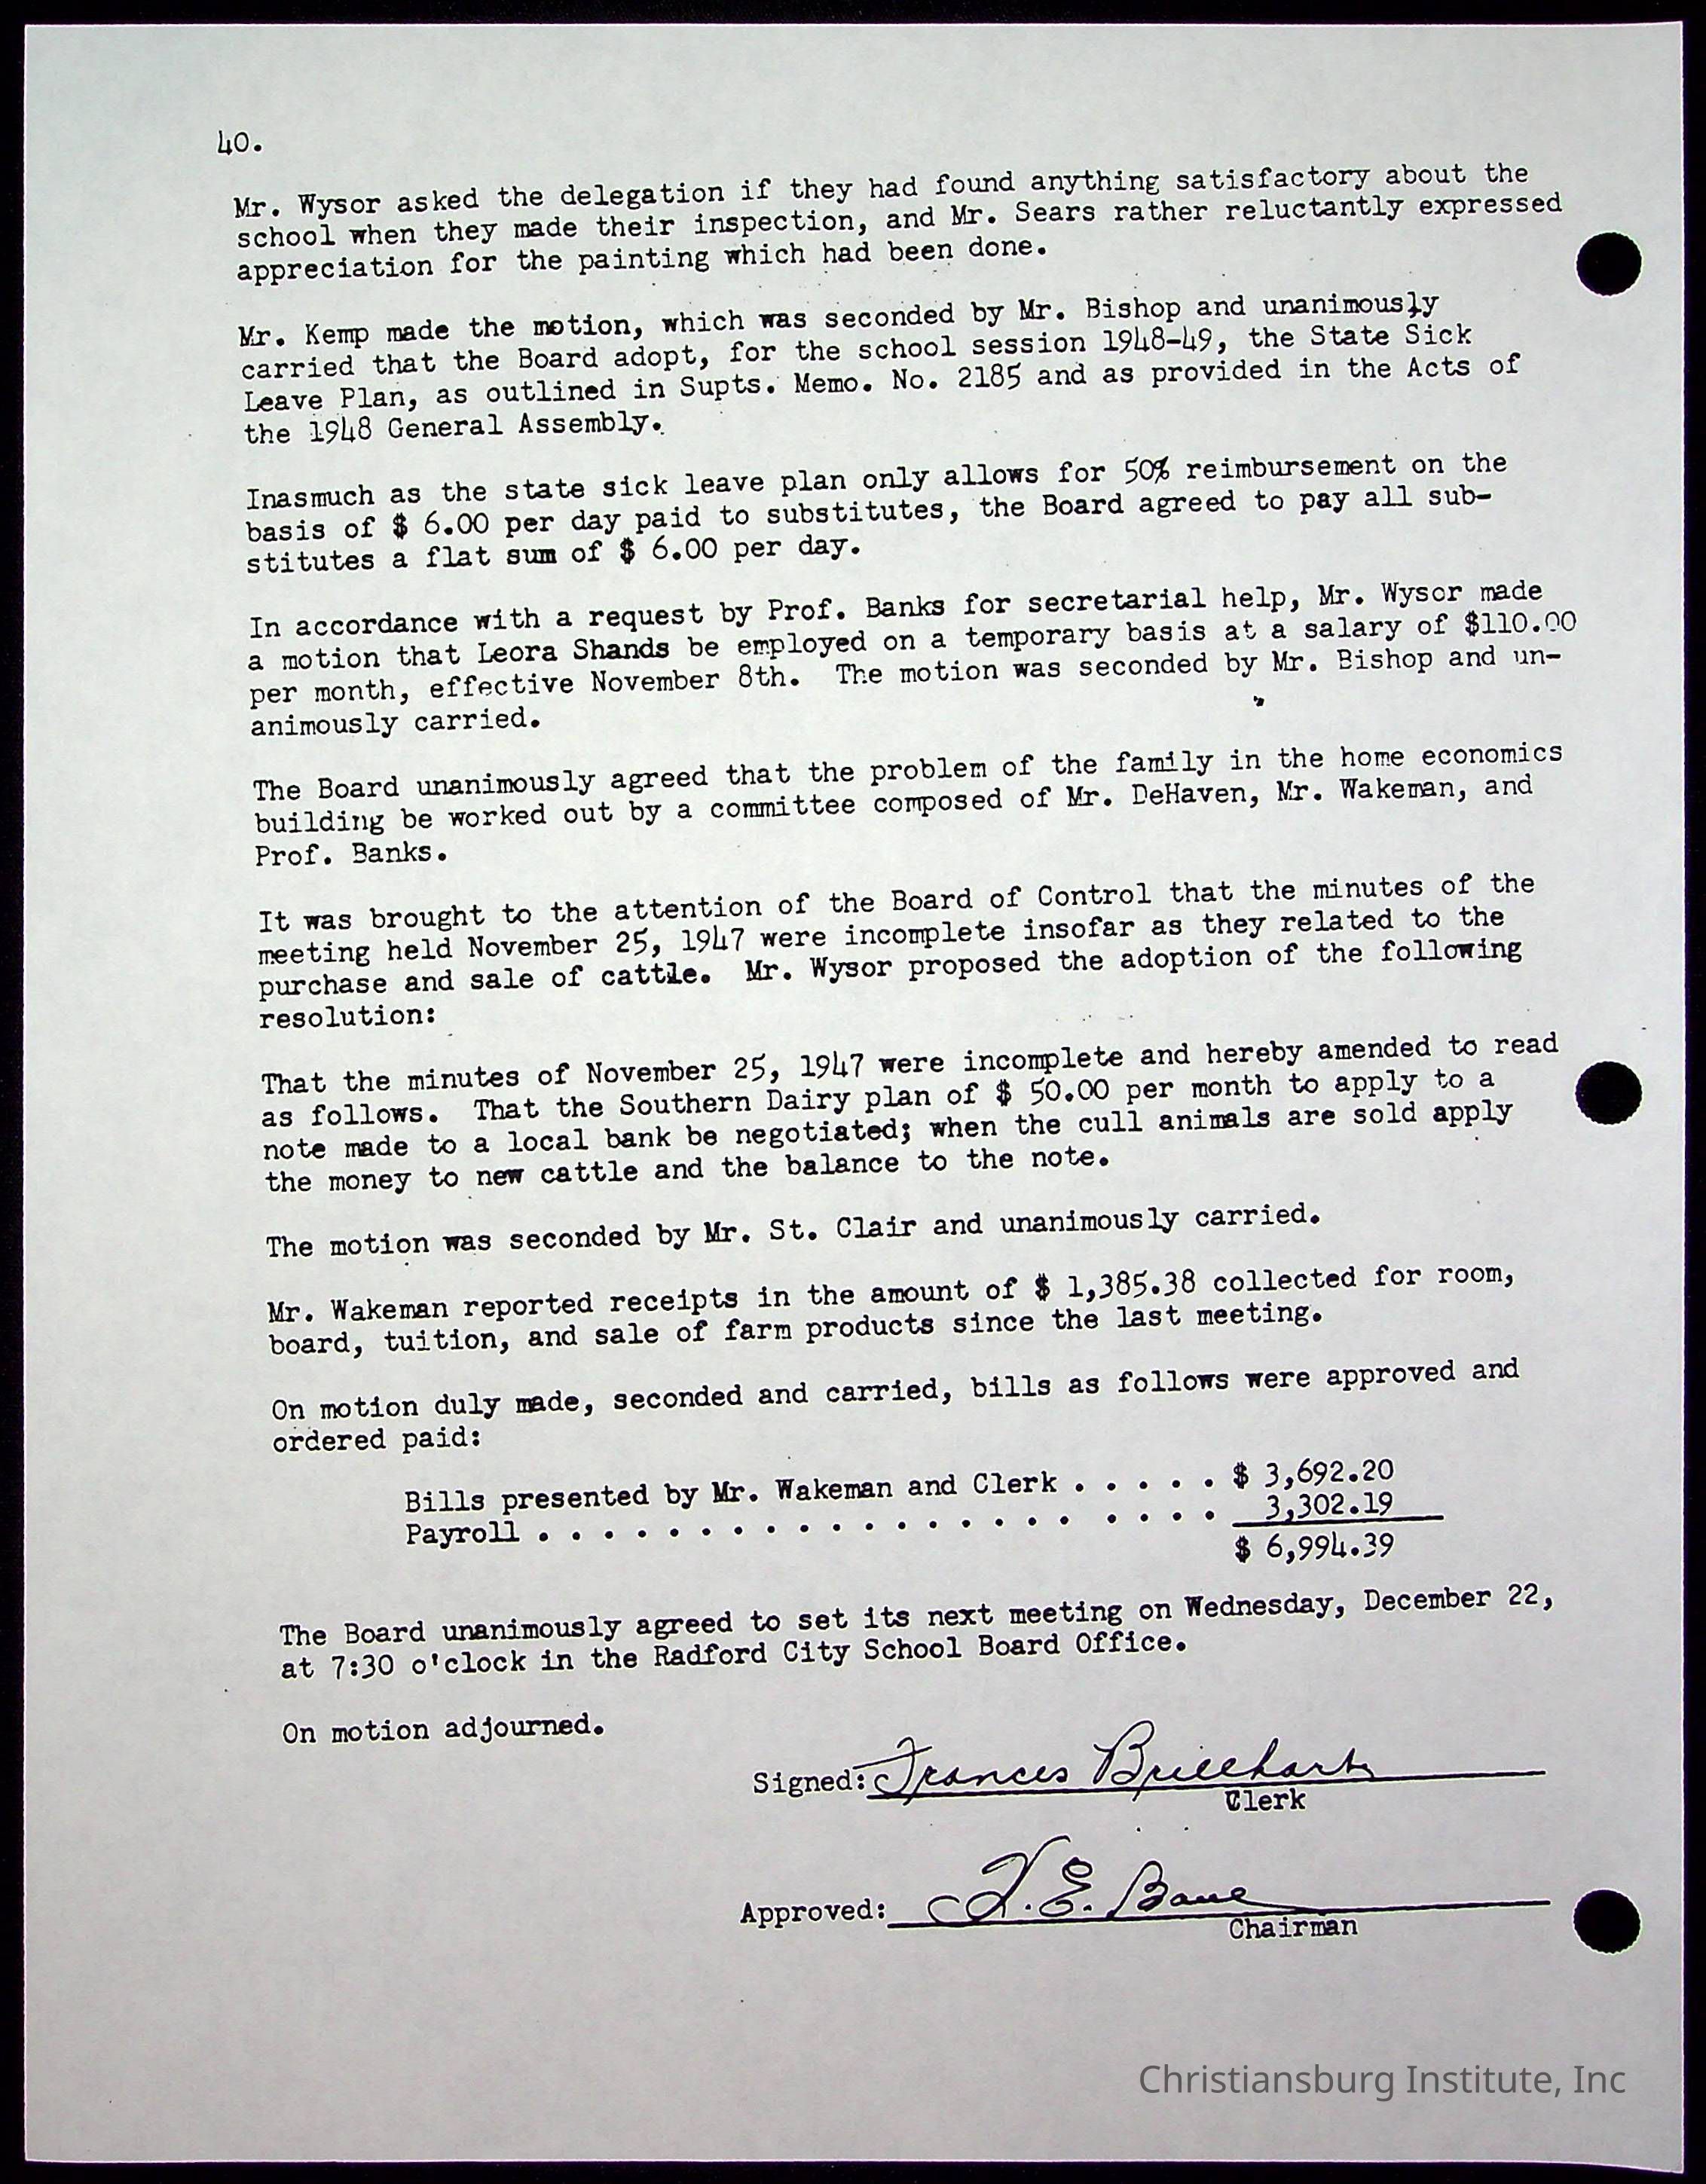 40.
Mr. Wysor asked the delegation if they had found anything satisfactory about the
school when they made their inspection, and Mr. Sears rather reluctantly expressed
appreciation for the painting which had been done.
Mr. Kemp made the motion, which was seconded by Mr. Bishop and unanimously
carried that the Board adopt, for the school session 1948-49, the State Sick
Leave Plan, as outlined in Supts. Memo. No. 2185 and as provided in the Acts of
the 1948 General Assembly.
Inasmuch as the state sick leave plan only allows for 50% reimbursement on the
basis of $ 6.00 per day paid to substitutes, the Board agreed to pay all sub-
stitutes a flat sum of $ 6.00 per day.
In accordance with a request by Prof. Banks for secretarial help, Mr. Wysor made
a motion that Leora Shands be employed on a temporary basis at a salary of $110.00
per month, effective November 8th. The motion was seconded by Mr. Bishop and un-
animously carried.
The Board unanimously agreed that the problem of the family in the home economics
building be worked out by a committee composed of Mr. DeHaven, Mr. Wakeman, and
Prof. Banks.
It was brought to the attention of the Board of Control that the minutes of the
meeting held November 25, 1947 were incomplete insofar as they related to the
purchase and sale of cattle. Mr. Wysor proposed the adoption of the following
resolution:
That the minutes of November 25, 1947 were incomplete and hereby amended to read
as follows. That the Southern Dairy plan of $ 50.00 per month to apply to a
note made to a local bank be negotiated; when the cull animals are sold apply
the money to new cattle and the balance to the note.
The motion was seconded by Mr. St. Clair and unanimously carried.
Mr. Wakeman reported receipts in the amount of $ 1,385.38 collected for room,
board, tuition, and sale of farm products since the last meeting.
On motion duly made, seconded and carried, bills as follows were approved and
ordered paid:
Bills presented by Mr. Wakeman and Clerk . . . . . $ 3,692.20
Payroll . . . . . . . . . . . . . . . . . . . . . 3,302.19
$ 6,994.39
The Board unanimously agreed to set its next meeting on Wednesday, December 22,
at 7:30 o'clock in the Radford City School Board Office.
On motion adjourned.
Signed: Frances Brillhart
Clerk
Approved: K. E. Bane
Chairman
Christiansburg Institute, Inc